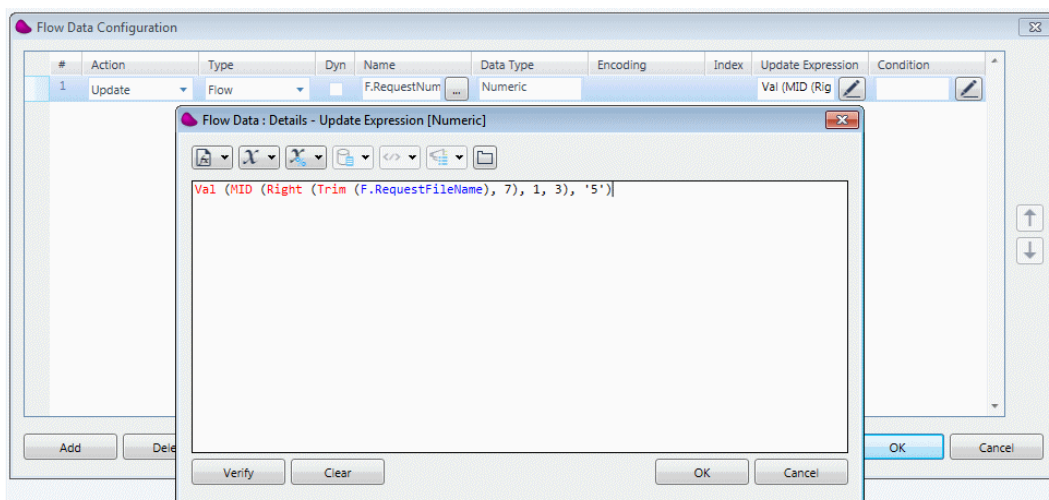 Flow Data Configuration
# Action Type Dyn Name Data Type Encoding Index Update Expression Condition
1 Update Flow F.RequestNum ... Numeric Val (MID (Rig
Flow Data : Details - Update Expression [Numeric]
Val (MID (Right (Trim (F.RequestFileName), 7), 1, 3), '5')
Add Dele OK Cancel
Verify Clear OK Cancel